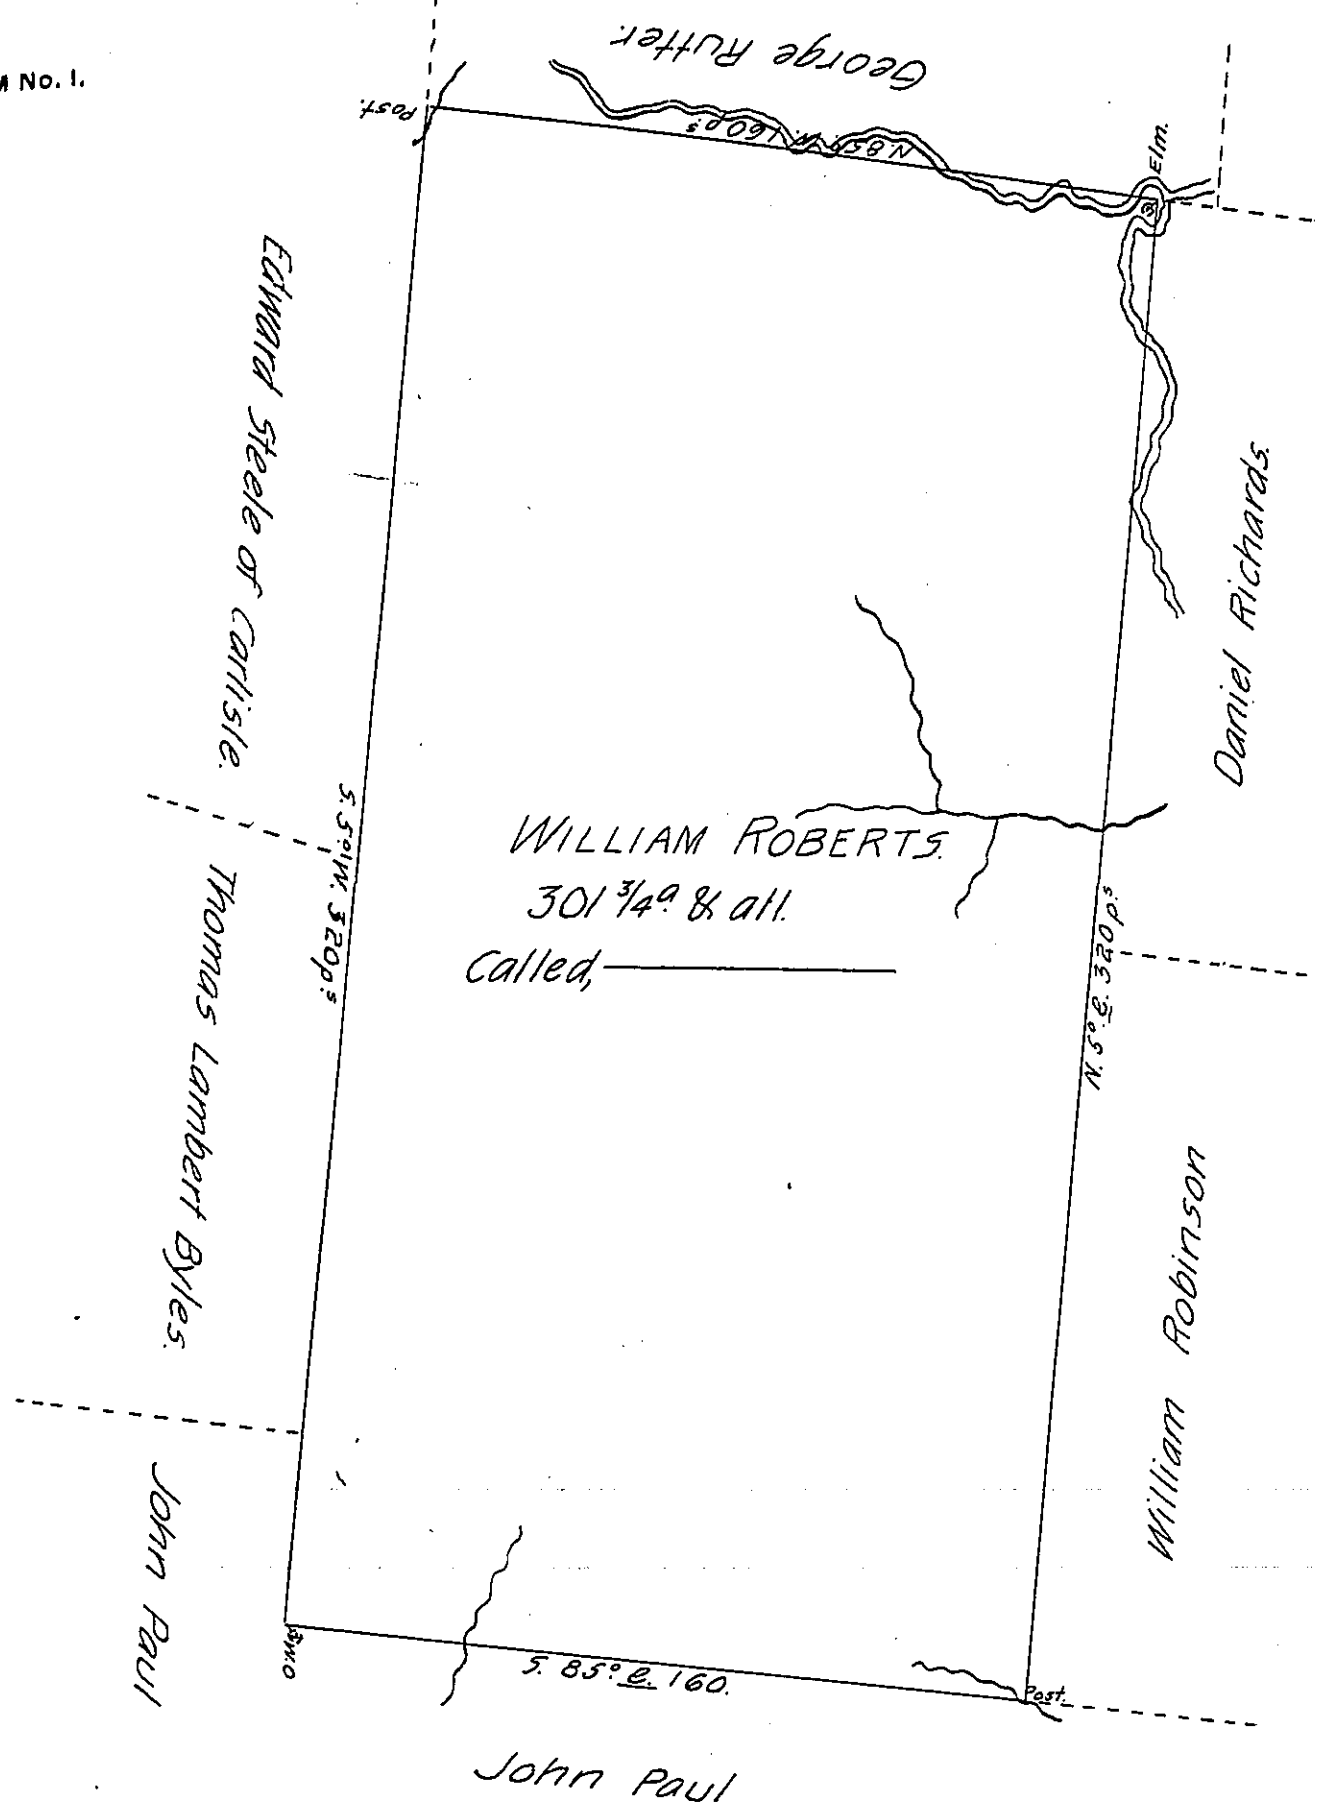 M No. 1.
George Rutter.
Post.
N. 85° W. 160 p.s
Elm.
Edward Steele of Carlisle.
Daniel Richards.
S. 5° W. 320 p.s
WILLIAM ROBERTS.
301 3/4 a. & all.
Called,
N. 5° e. 320 p.s
Thomas Lambert Byles.
William Robinson
John Paul
W.O
S. 85° e. 160.
Post.
John Paul